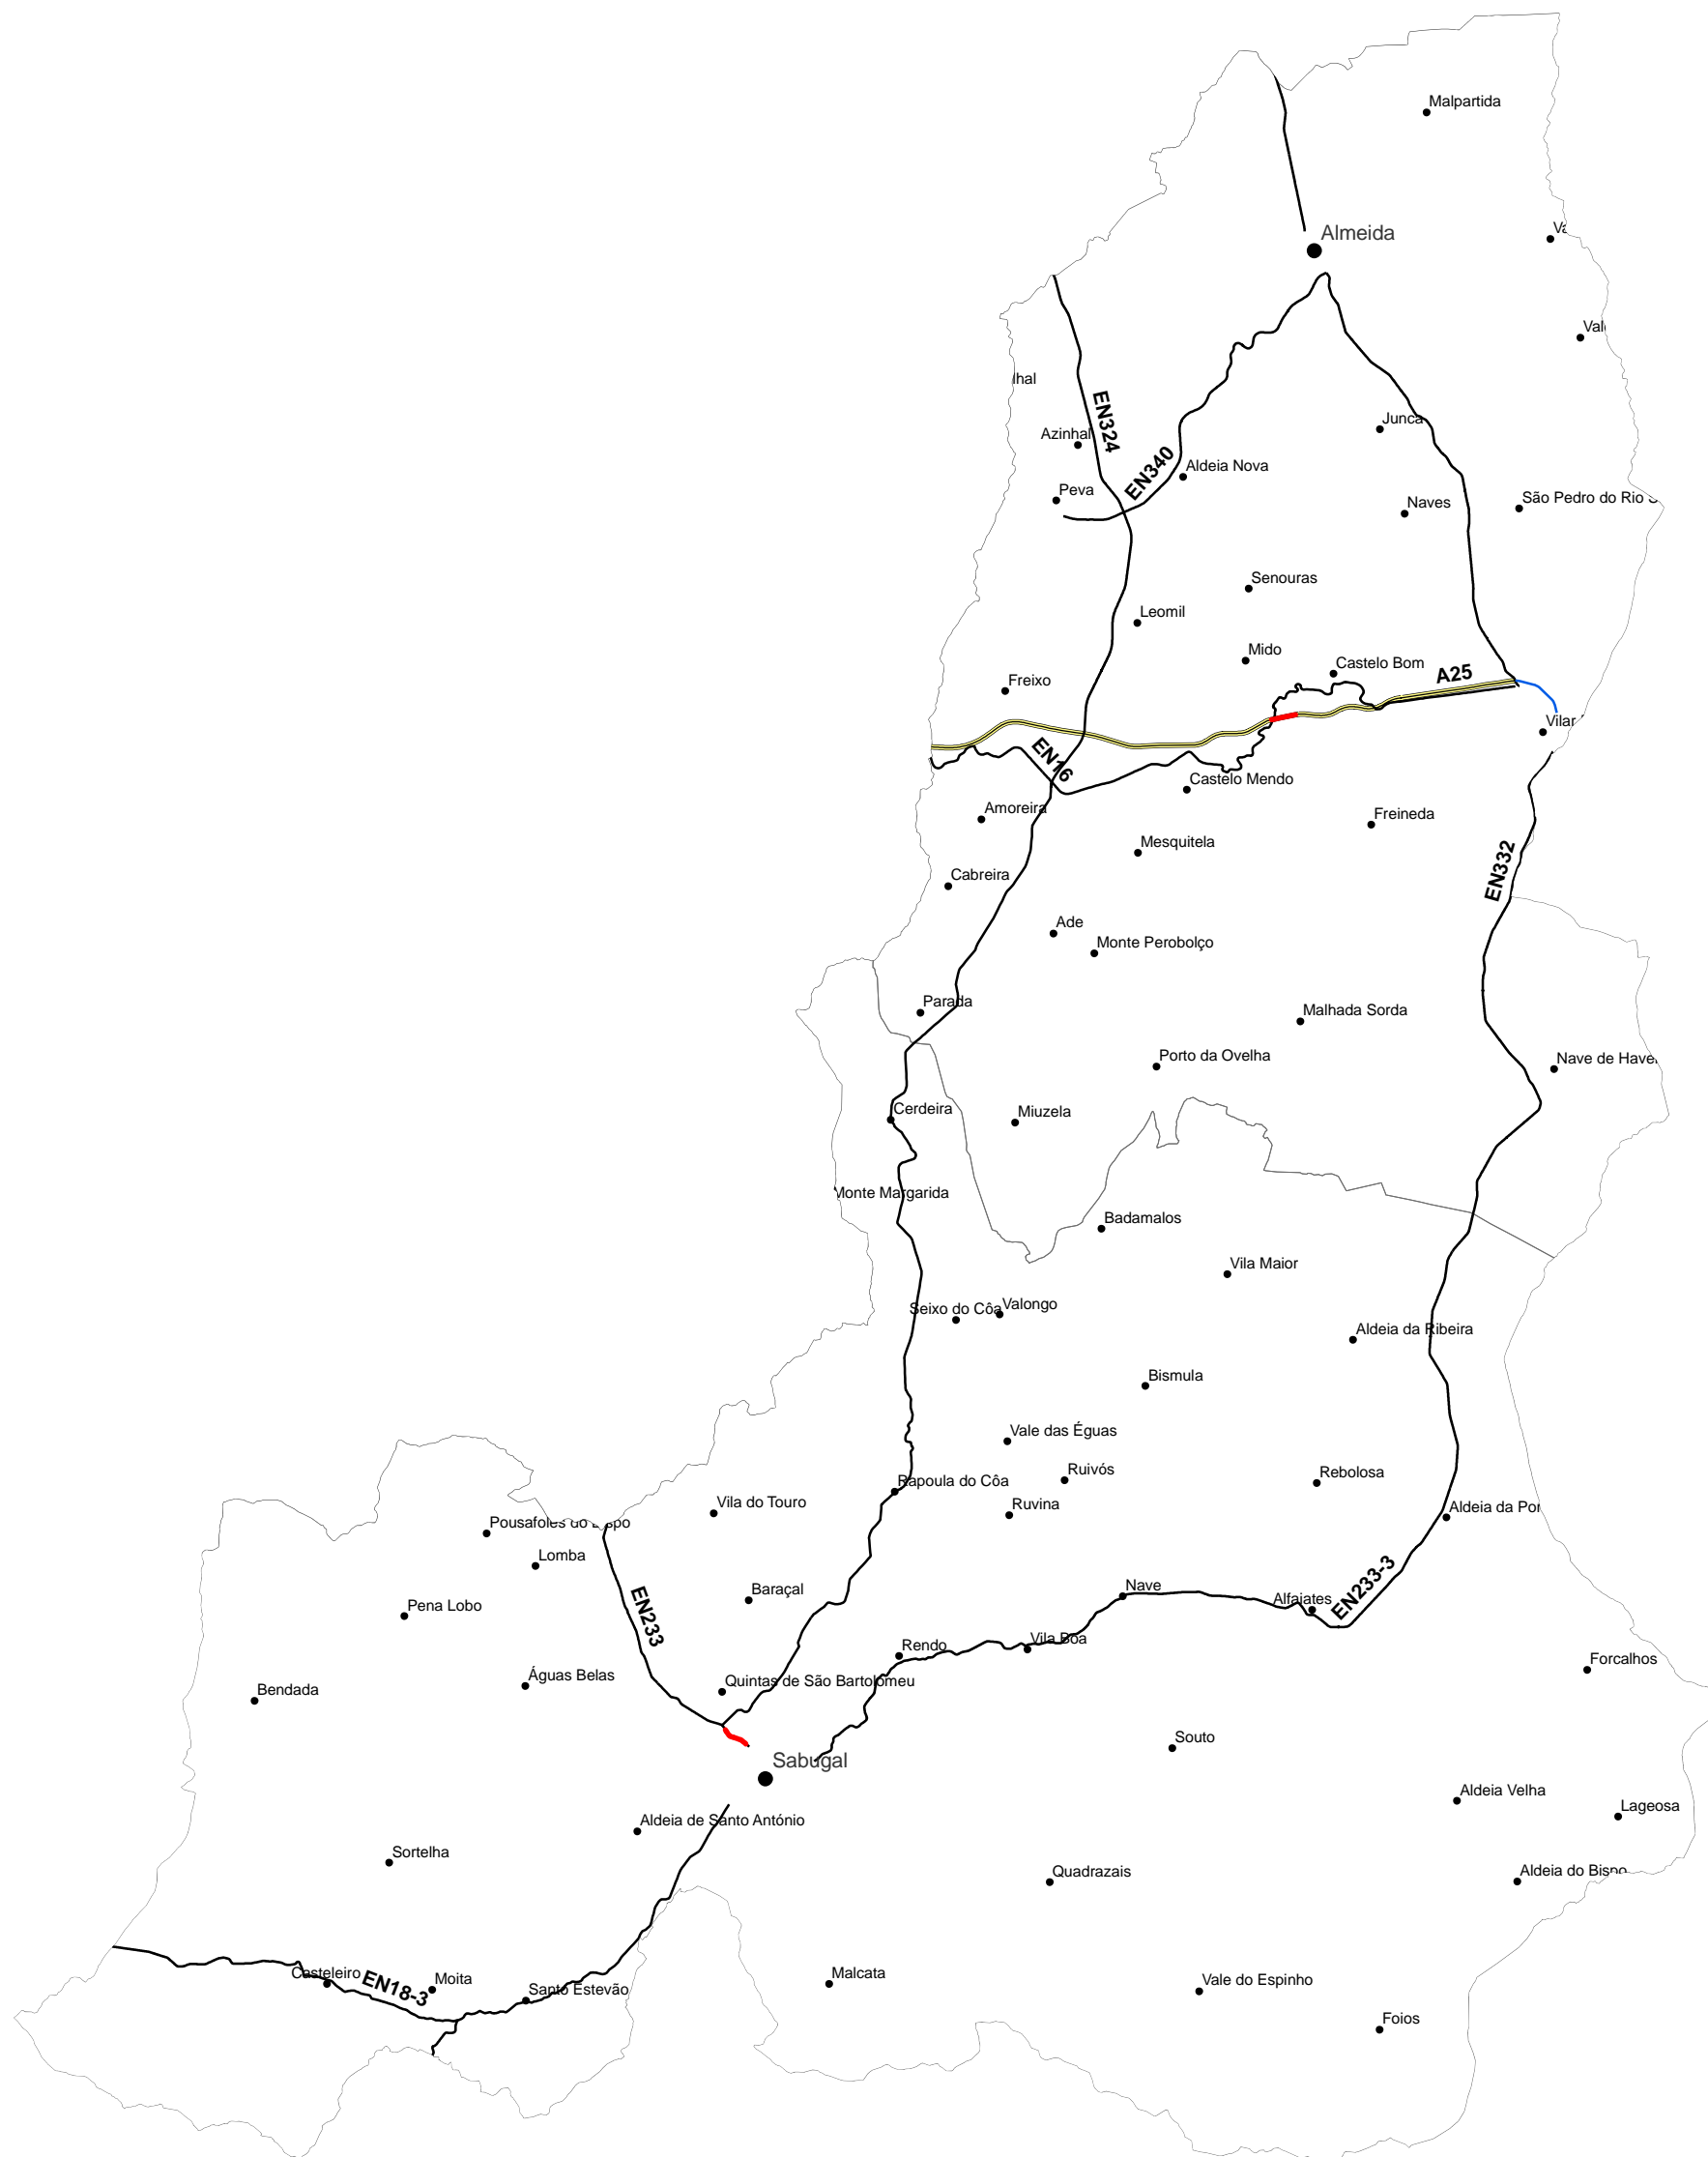 Malpartida
Almeida
Azinhal
EN324
Junca
EN340
Aldeia Nova
Peva
Naves
São Pedro do Rio
Senouras
Leomil
Mido
Castelo Bom
A25
Freixo
Vilar
EN16
Castelo Mendo
Amoreira
Freineda
Mesquitela
EN332
Cabreira
Ade
Monte Perobolço
Parada
Malhada Sorda
Porto da Ovelha
Nave de Haver
Cerdeira
Miuzela
Monte Margarida
Badamalos
Vila Maior
Valongo
Seixo do Côa
Aldeia da Ribeira
Bismula
Vale das Éguas
Ruivós
Rebolosa
Rapoula do Côa
Vila do Touro
Ruvina
Aldeia da
Pousafoles do Bispo
Lomba
EN233-3
Nave
Baraçal
Alfaiates
Pena Lobo
EN233
Vila Boa
Rendo
Forcalhos
Águas Belas
Quintas de São Bartolomeu
Bendada
Souto
Sabugal
Aldeia Velha
Lageosa
Aldeia de Santo António
Sortelha
Quadrazais
Aldeia do Bispo
Casteleiro
EN18-3
Moita
Santo Estevão
Malcata
Vale do Espinho
Foios